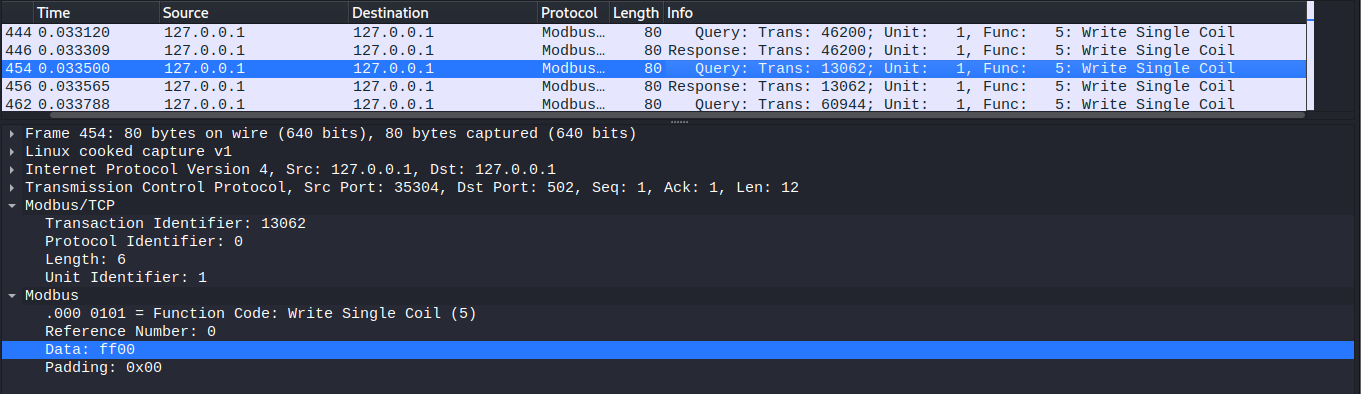 Time Source Destination Protocol Length Info
444 0.033120 127.0.0.1 127.0.0.1 Modbus… 80 Query: Trans: 46200; Unit: 1, Func: 5: Write Single Coil
446 0.033309 127.0.0.1 127.0.0.1 Modbus… 80 Response: Trans: 46200; Unit: 1, Func: 5: Write Single Coil
454 0.033500 127.0.0.1 127.0.0.1 Modbus… 80 Query: Trans: 13062; Unit: 1, Func: 5: Write Single Coil
456 0.033565 127.0.0.1 127.0.0.1 Modbus… 80 Response: Trans: 13062; Unit: 1, Func: 5: Write Single Coil
462 0.033788 127.0.0.1 127.0.0.1 Modbus… 80 Query: Trans: 60944; Unit: 1, Func: 5: Write Single Coil
Frame 454: 80 bytes on wire (640 bits), 80 bytes captured (640 bits)
Linux cooked capture v1
Internet Protocol Version 4, Src: 127.0.0.1, Dst: 127.0.0.1
Transmission Control Protocol, Src Port: 35304, Dst Port: 502, Seq: 1, Ack: 1, Len: 12
Modbus/TCP
Transaction Identifier: 13062
Protocol Identifier: 0
Length: 6
Unit Identifier: 1
Modbus
.000 0101 = Function Code: Write Single Coil (5)
Reference Number: 0
Data: ff00
Padding: 0x00